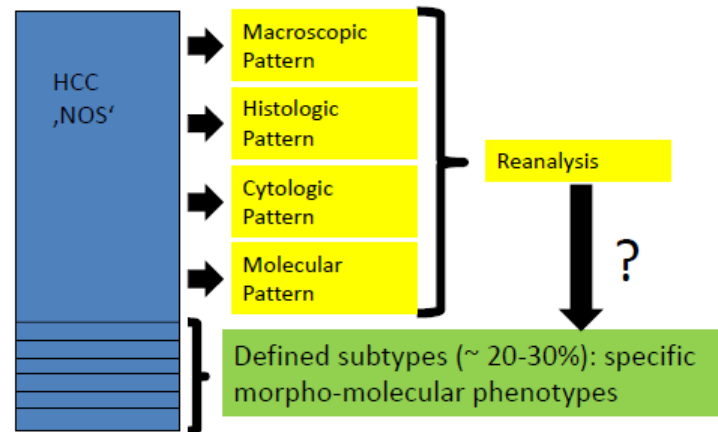 HCC
‚NOS‘
Macroscopic
Pattern
Histologic
Pattern
Cytologic
Pattern
Molecular
Pattern
Reanalysis
?
Defined subtypes (~ 20-30%): specific
morpho-molecular phenotypes